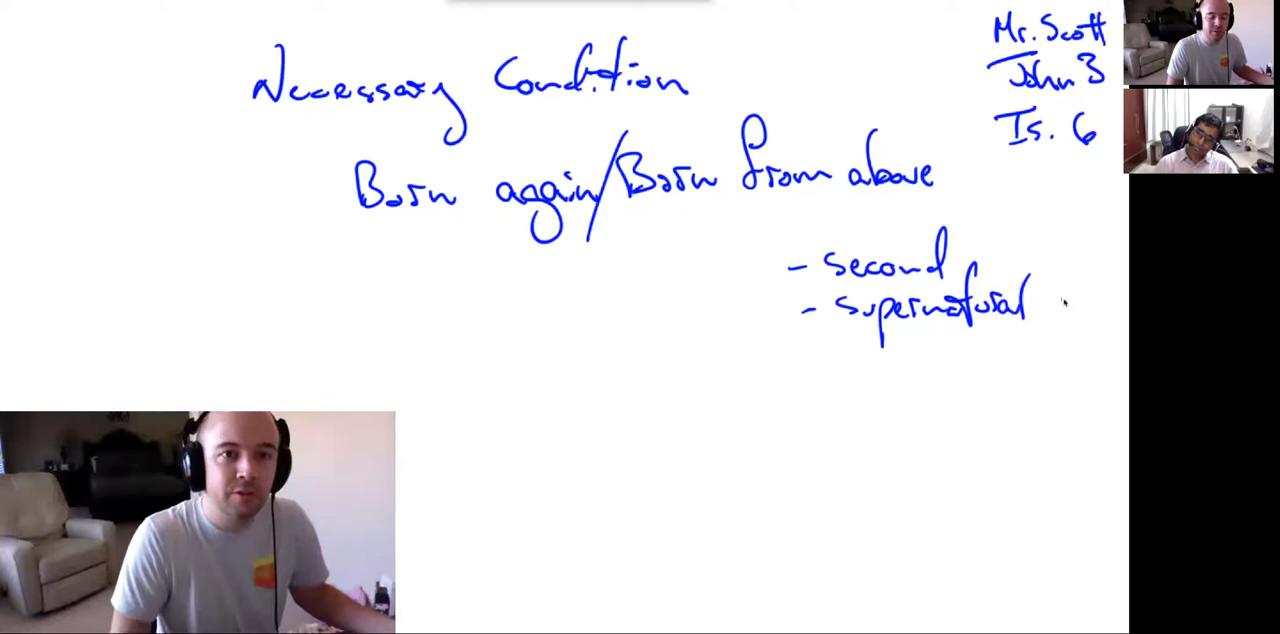 Necessary Condition
Born again/Born from above
- second
- supernatural
Mr. Scott
John 3
Is. 6